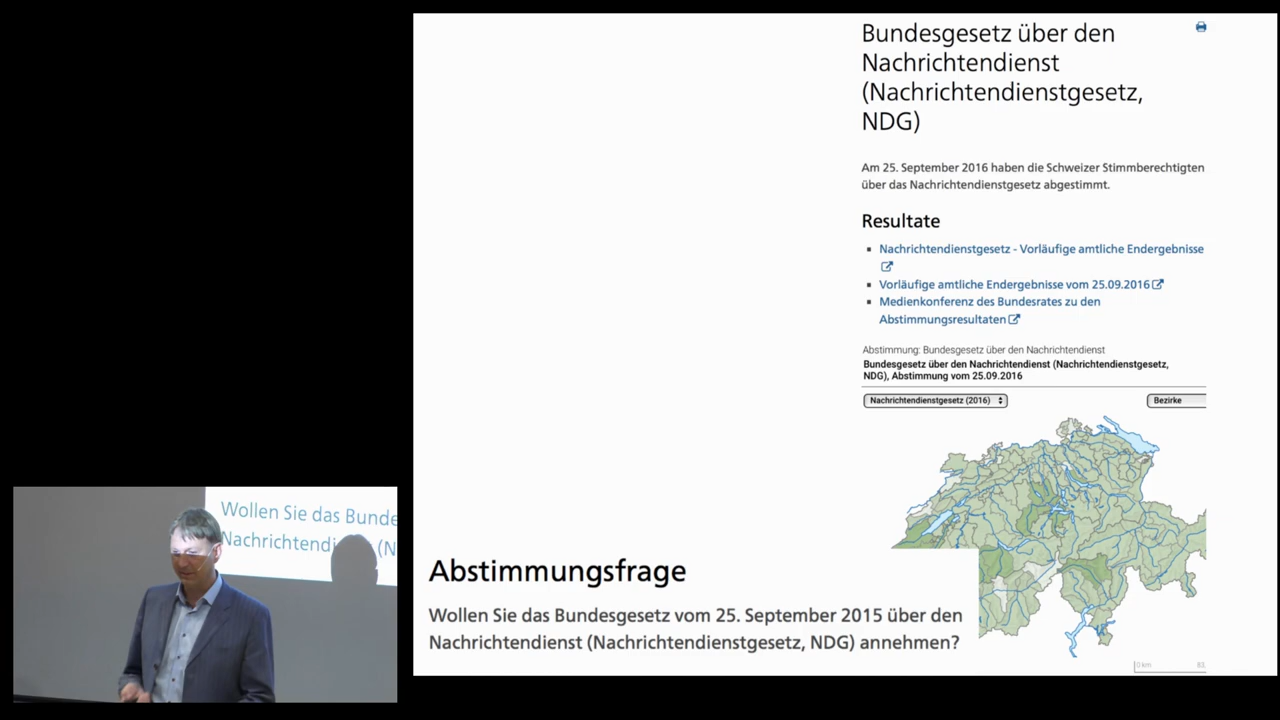 Bundesgesetz über den
Nachrichtendienst
(Nachrichtendienstgesetz,
NDG)
Am 25. September 2016 haben die Schweizer Stimmberechtigten
über das Nachrichtendienstgesetz abgestimmt.
Resultate
Nachrichtendienstgesetz - Vorläufige amtliche Endergebnisse
Vorläufige amtliche Endergebnisse vom 25.09.2016
Medienkonferenz des Bundesrates zu den
Abstimmungsresultaten
Abstimmung: Bundesgesetz über den Nachrichtendienst
Bundesgesetz über den Nachrichtendienst (Nachrichtendienstgesetz,
NDG), Abstimmung vom 25.09.2016
Nachrichtendienstgesetz (2016)
Bezirke
0 km
83,
Abstimmungsfrage
Wollen Sie das Bundesgesetz vom 25. September 2015 über den
Nachrichtendienst (Nachrichtendienstgesetz, NDG) annehmen?
Wollen Sie das Bunde
Nachrichtendi (N